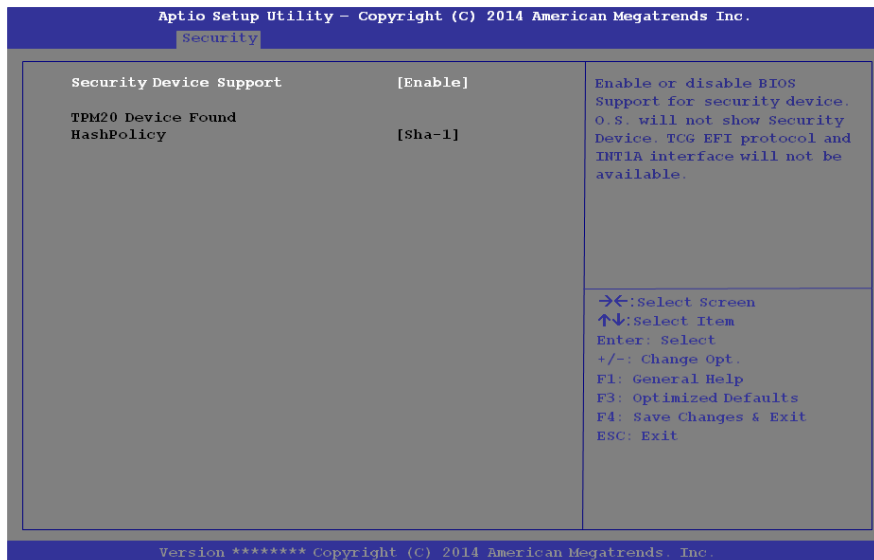 Aptio Setup Utility – Copyright (C) 2014 American Megatrends Inc.
Security
Security Device Support [Enable]
TPM20 Device Found
HashPolicy [Sha-1]
Enable or disable BIOS
Support for security device.
O.S. will not show Security
Device. TCG EFI protocol and
INT1A interface will not be
available.
→←:Select Screen
↑↓:Select Item
Enter: Select
+/-: Change Opt.
F1: General Help
F3: Optimized Defaults
F4: Save Changes & Exit
ESC: Exit
Version ******** Copyright (C) 2014 American Megatrends. Inc.